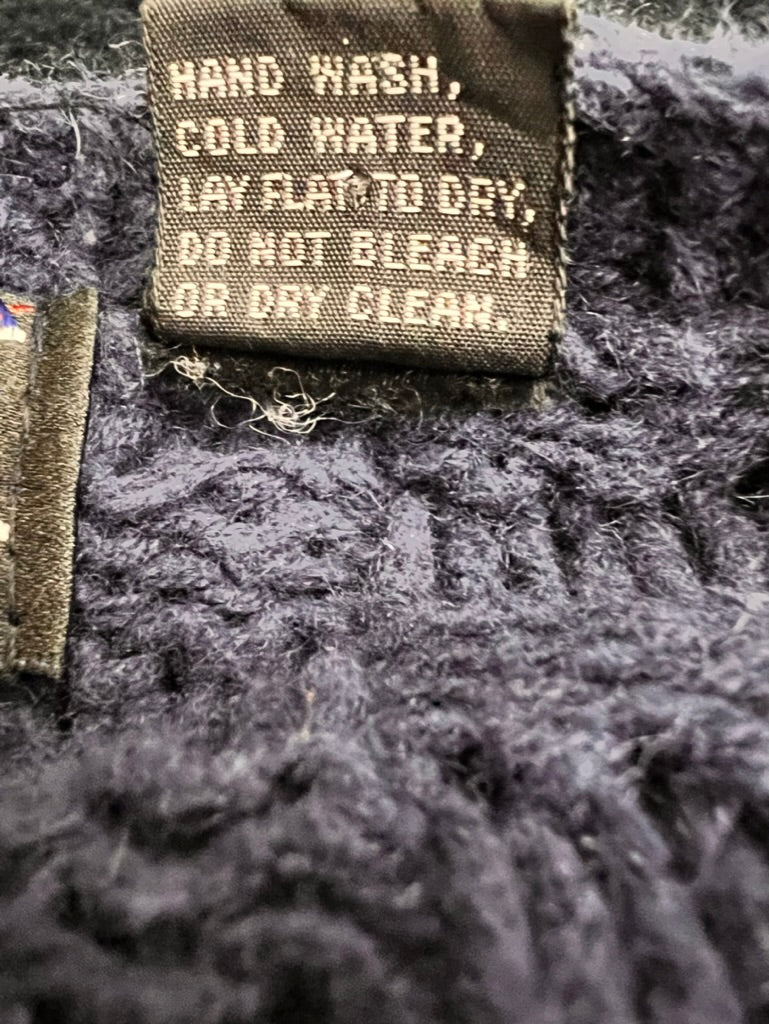 HAND WASH,
COLD WATER,
LAY FLAT TO DRY,
DO NOT BLEACH
OR DRY CLEAN.